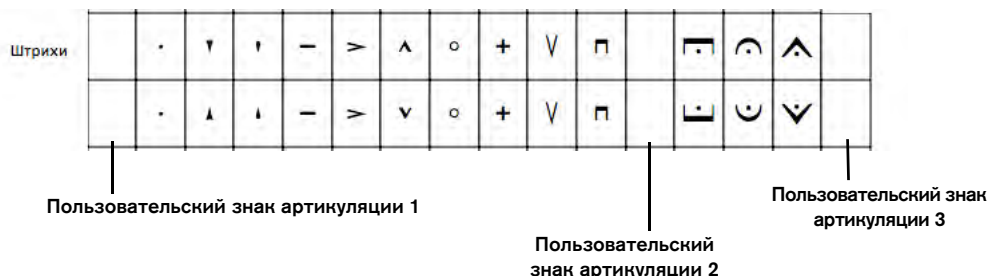 Штрихи
Пользовательский знак артикуляции 1
Пользовательский знак
артикуляции 3
Пользовательский
знак артикуляции 2